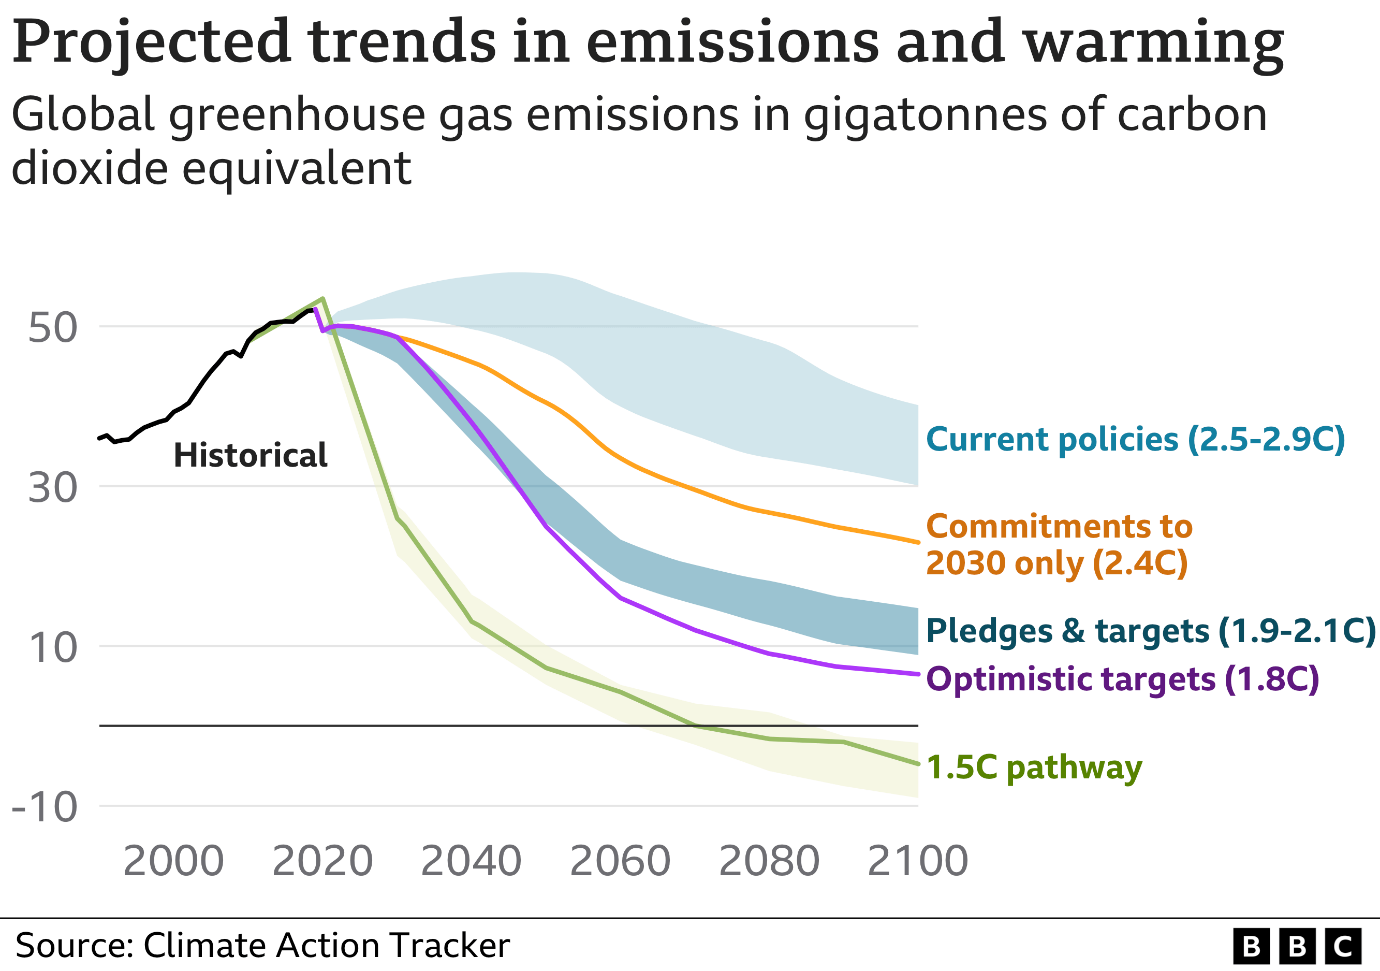 Projected trends in emissions and warming
Global greenhouse gas emissions in gigatonnes of carbon
dioxide equivalent
50
30
10
-10
Historical
Current policies (2.5-2.9C)
Commitments to
2030 only (2.4C)
Pledges & targets (1.9-2.1C)
Optimistic targets (1.8C)
1.5C pathway
2000 2020 2040 2060 2080 2100
Source: Climate Action Tracker
BBC